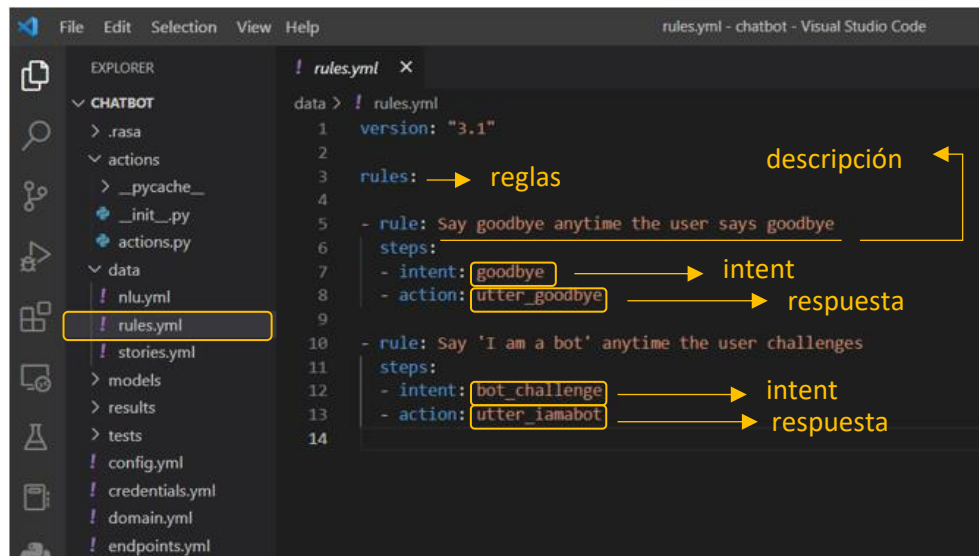 File Edit Selection View Help
rules.yml - chatbot - Visual Studio Code
EXPLORER
CHATBOT
> .rasa
actions
> __pycache__
__init__.py
actions.py
data
! nlu.yml
! rules.yml
! stories.yml
> models
> results
> tests
! config.yml
! credentials.yml
! domain.yml
! endpoints.yml
! rules.yml ×
data > ! rules.yml
1 version: "3.1"
2
3 rules:
4
5 - rule: Say goodbye anytime the user says goodbye
6 steps:
7 - intent: goodbye
8 - action: utter_goodbye
9
10 - rule: Say 'I am a bot' anytime the user challenges
11 steps:
12 - intent: bot_challenge
13 - action: utter_iamabot
14
descripción
reglas
intent
respuesta
intent
respuesta